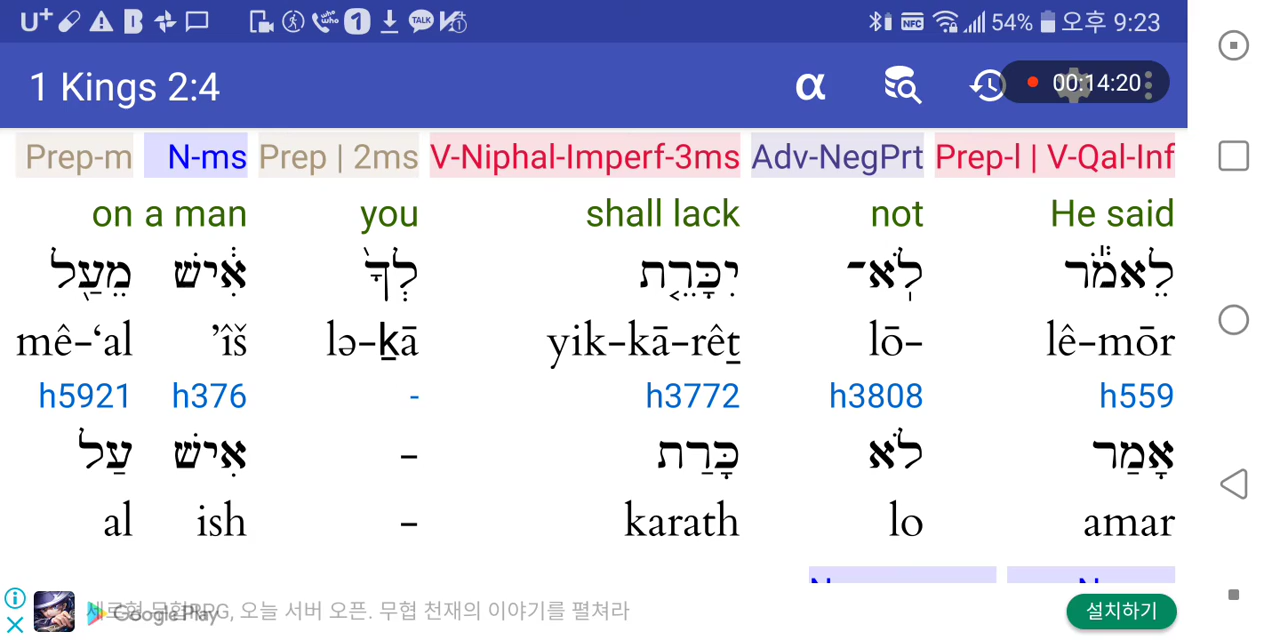 U+ 1 TALK NFC 54% 오후 9:23
1 Kings 2:4 α 00:14:20
Prep-m N-ms Prep | 2ms V-Niphal-Imperf-3ms Adv-NegPrt Prep-l | V-Qal-Inf
on a man you shall lack not He said
לֵאמֹ֕ר לֹֽא־ יִכָּרֵ֤ת לְךָ֙ אִ֔ישׁ מֵעַ֖ל
mê-‘al ’îš lə-ḵā yik-kā-rêṯ lō- lê-mōr
h5921 h376 - h3772 h3808 h559
אָמַר לֹא כָּרַת – אִישׁ עַל
al ish – karath lo amar
세로형 무협RPG, 오늘 서버 오픈. 무협 천재의 이야기를 펼쳐라
Google Play
설치하기